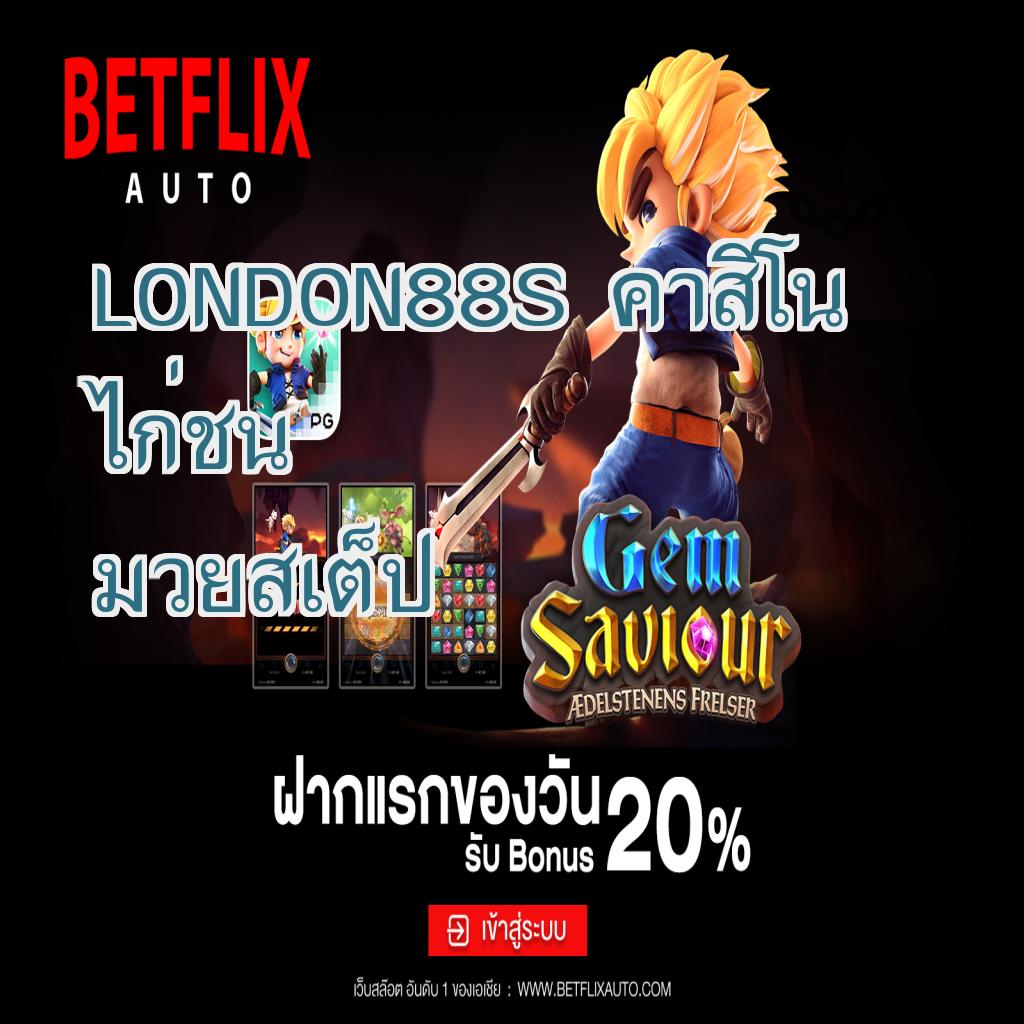 BETFLIX
AUTO
LONDON88S คาสิโน
ไก่ชน
PG
มวยสเต็ป
Gem
Saviour
ÆDELSTENENS FRELSER
ฝากแรกของวัน
รับ Bonus 20%
เข้าสู่ระบบ
เว็บสล๊อต อันดับ 1 ของเอเชีย : WWW.BETFLIXAUTO.COM